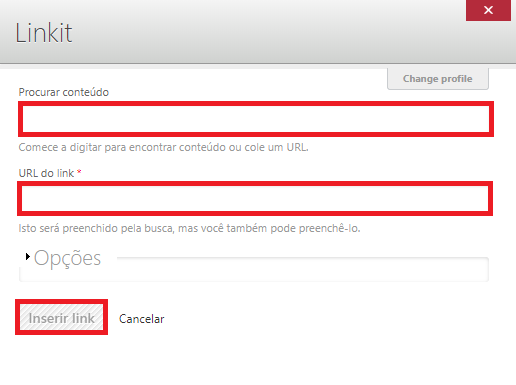 Linkit
Change profile
Procurar conteúdo
Comece a digitar para encontrar conteúdo ou cole um URL.
URL do link *
Isto será preenchido pela busca, mas você também pode preenchê-lo.
Opções
Inserir link
Cancelar